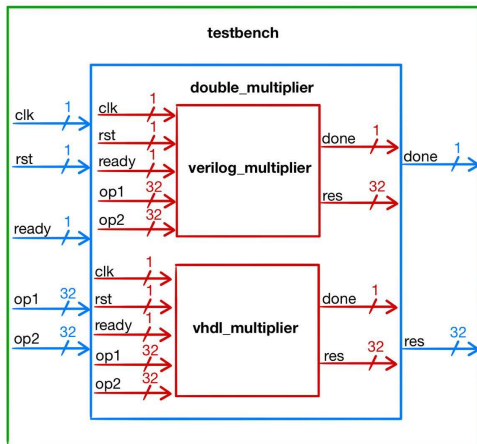 testbench
double_multiplier
clk 1
rst 1
ready 1
op1 32
op2 32
clk 1
rst 1
ready 1
op1 32
op2 32
verilog_multiplier
done 1
res 32
done 1
clk 1
rst 1
ready 1
op1 32
op2 32
vhdl_multiplier
done 1
res 32
res 32